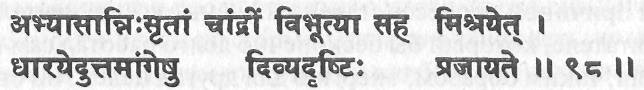 अभ्यासान्निःसृतां चांद्रीं विभूत्या सह मिश्रयेत् ।
धारयेदुत्तमांगेषु दिव्यदृष्टिः प्रजायते ॥ ९८ ॥